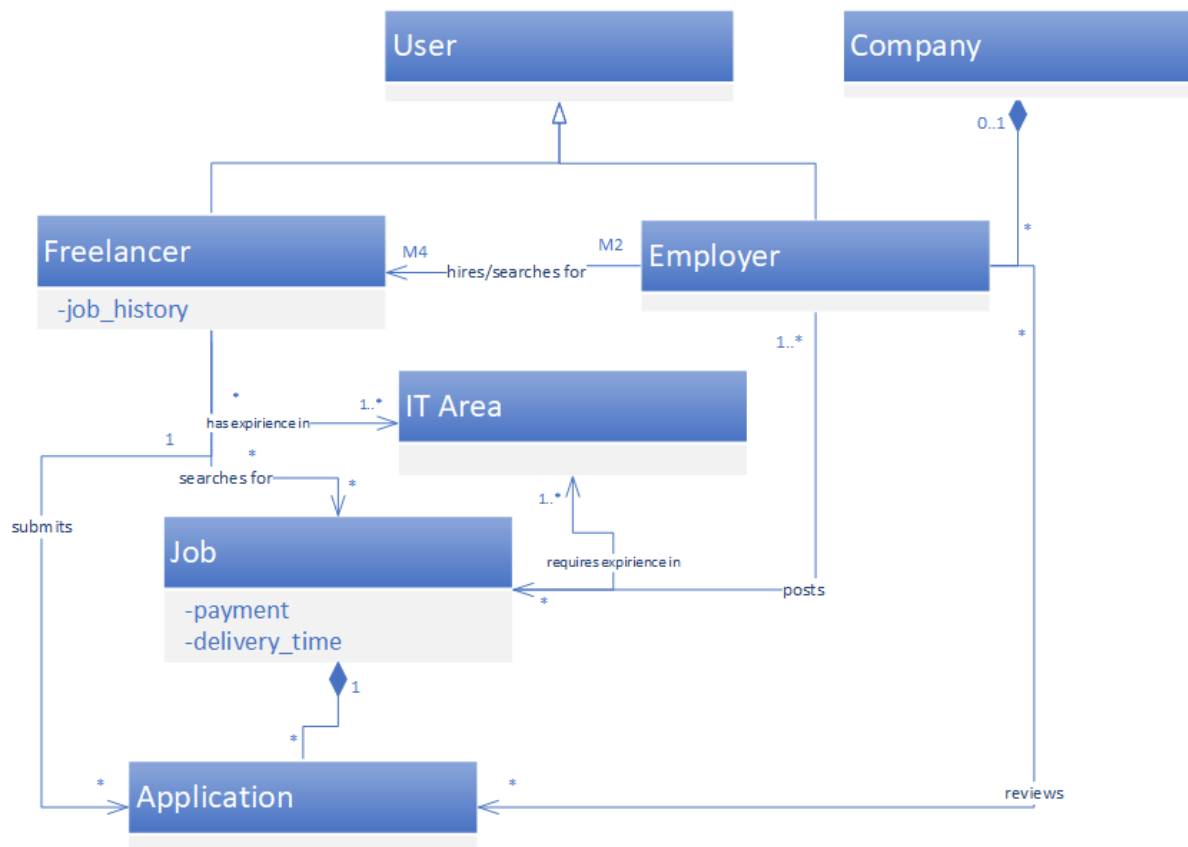 User
Company
0..1
Freelancer
-job_history
M4
M2
hires/searches for
Employer
*
1..*
*
IT Area
*
1..*
has expirience in
1
*
searches for
*
1..*
submits
Job
-payment
-delivery_time
requires expirience in
*
posts
1
*
Application
*
*
reviews